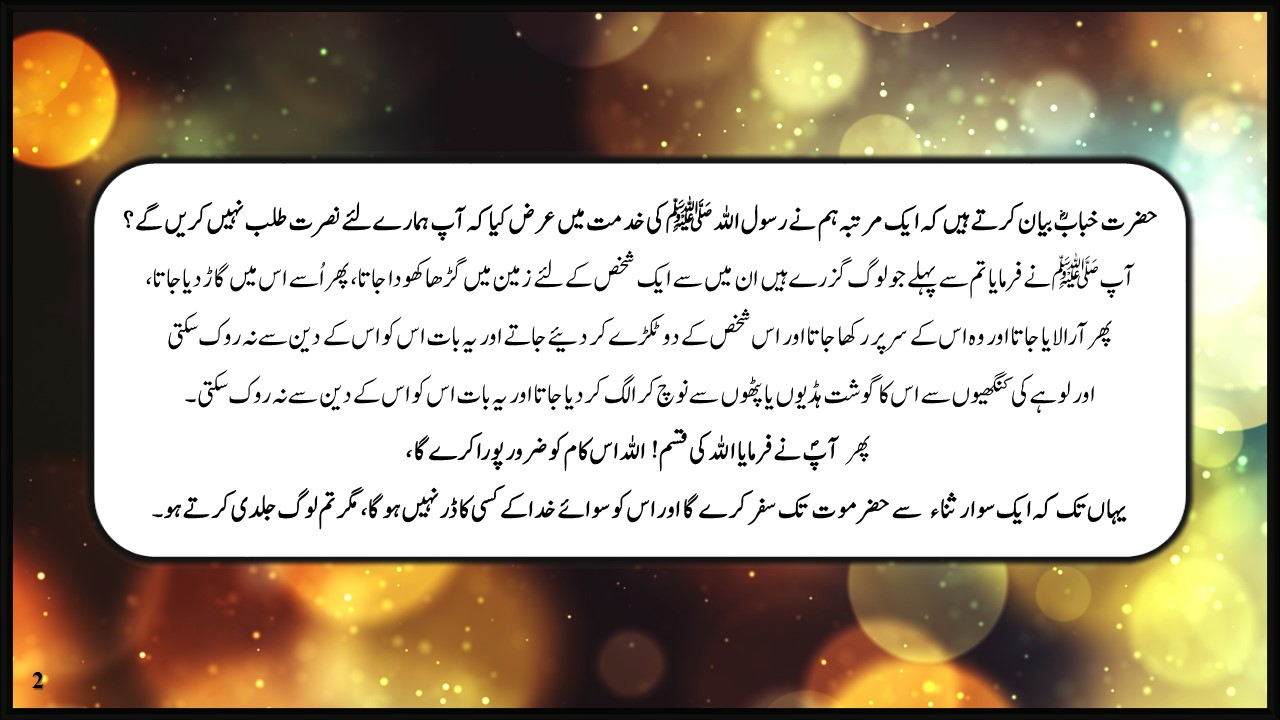 حضرت خبابؓ بیان کرتے ہیں کہ ایک مرتبہ ہم نے رسول اللہ ﷺ کی خدمت میں عرض کیا کہ آپ ہمارے لئے نصرت طلب نہیں کریں گے؟
آپ ﷺ نے فرمایا تم سے پہلے جو لوگ گزرے ہیں ان میں سے ایک شخص کے لئے زمین میں گڑھا کھودا جاتا، پھر اُسے اس میں گاڑ دیا جاتا،
پھر آرا لایا جاتا اور وہ اس کے سر پر رکھا جاتا اور اس شخص کے دو ٹکڑے کر دیئے جاتے اور یہ بات اس کو اس کے دین سے نہ روک سکتی
اور لوہے کی کنگھیوں سے اس کا گوشت ہڈیوں یا پٹھوں سے نوچ کر الگ کر دیا جاتا اور یہ بات اس کو اس کے دین سے نہ روک سکتی۔
پھر آپؐ نے فرمایا اللہ کی قسم! اللہ اس کام کو ضرور پورا کرے گا،
یہاں تک کہ ایک سوار ثناء سے حضر موت تک سفر کرے گا اور اس کو سوائے خدا کے کسی کا ڈر نہیں ہو گا، مگر تم لوگ جلدی کرتے ہو۔
2